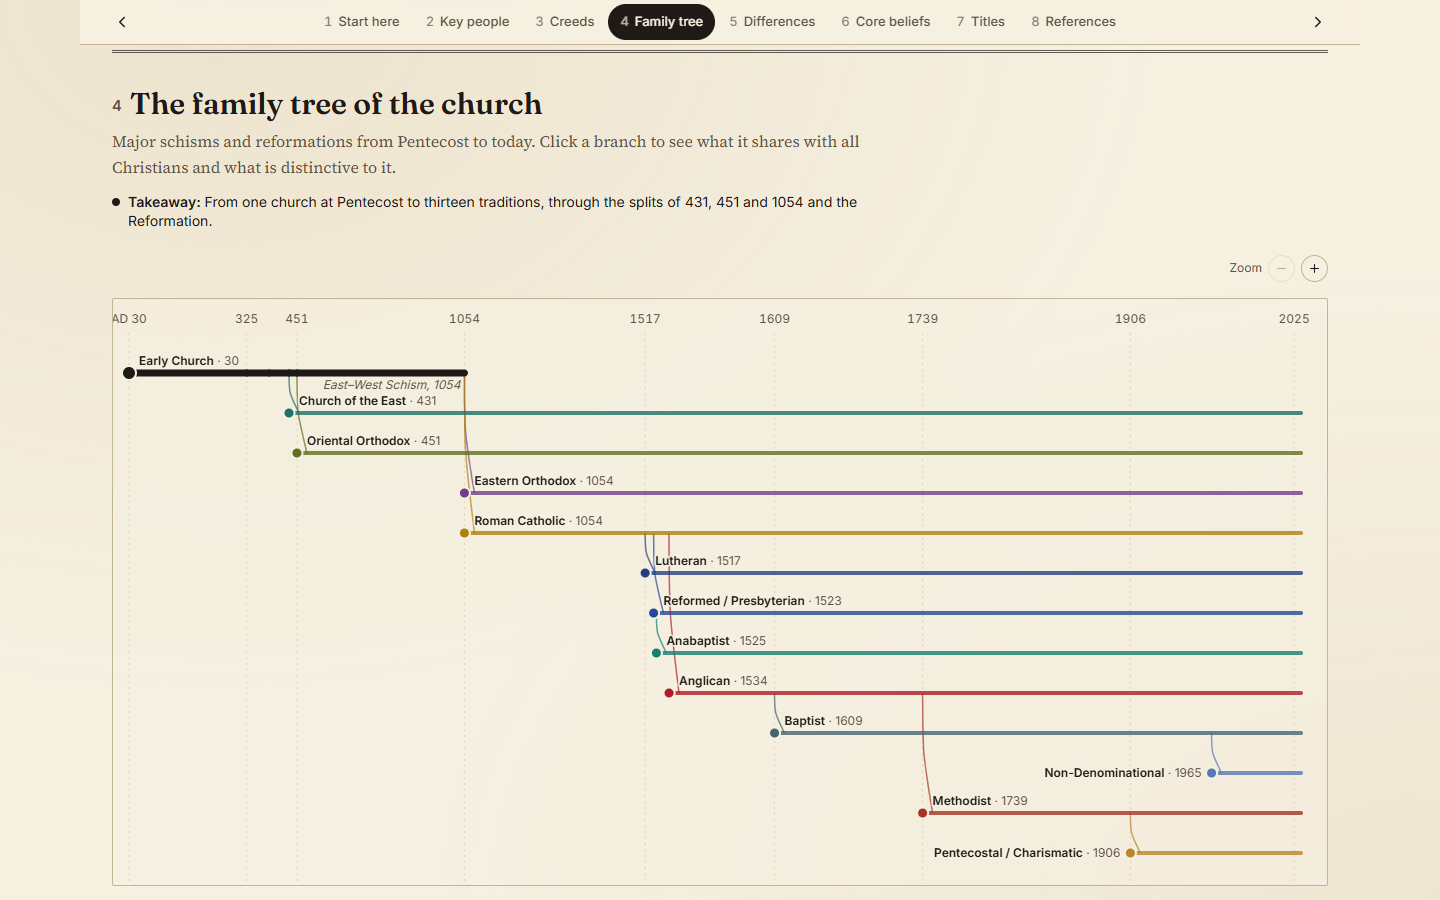 1 Start here 2 Key people 3 Creeds 4 Family tree 5 Differences 6 Core beliefs 7 Titles 8 References
4 The family tree of the church
Major schisms and reformations from Pentecost to today. Click a branch to see what it shares with all
Christians and what is distinctive to it.
Takeaway: From one church at Pentecost to thirteen traditions, through the splits of 431, 451 and 1054 and the
Reformation.
Zoom − +
AD 30 325 451 1054 1517 1609 1739 1906 2025
Early Church · 30
East–West Schism, 1054
Church of the East · 431
Oriental Orthodox · 451
Eastern Orthodox · 1054
Roman Catholic · 1054
Lutheran · 1517
Reformed / Presbyterian · 1523
Anabaptist · 1525
Anglican · 1534
Baptist · 1609
Non-Denominational · 1965
Methodist · 1739
Pentecostal / Charismatic · 1906